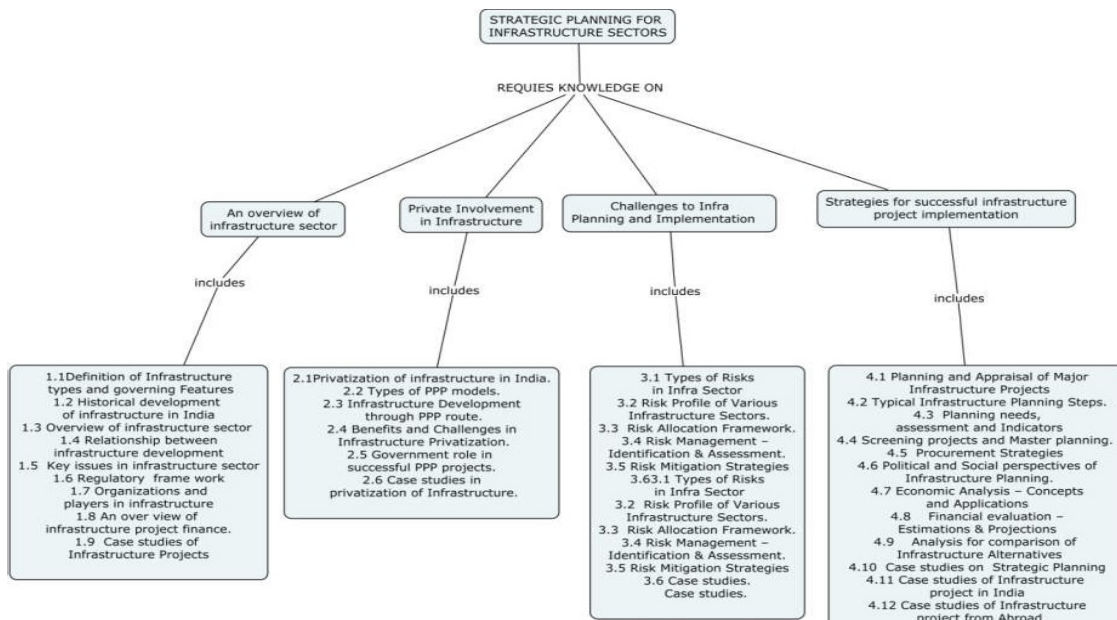 STRATEGIC PLANNING FOR
INFRASTRUCTURE SECTORS
REQUIES KNOWLEDGE ON
An overview of
infrastructure sector
Private Involvement
in Infrastructure
Challenges to Infra
Planning and Implementation
Strategies for successful infrastructure
project implementation
includes
includes
includes
includes
1.1Definition of Infrastructure
types and governing Features
1.2 Historical development
of infrastructure in India
1.3 Overview of infrastructure sector
1.4 Relationship between
infrastructure development
1.5 Key issues in infrastructure sector
1.6 Regulatory frame work
1.7 Organizations and
players in infrastructure
1.8 An over view of
infrastructure project finance.
1.9 Case studies of
Infrastructure Projects
2.1Privatization of infrastructure in India.
2.2 Types of PPP models.
2.3 Infrastructure Development
through PPP route.
2.4 Benefits and Challenges in
Infrastructure Privatization.
2.5 Government role in
successful PPP projects.
2.6 Case studies in
privatization of Infrastructure.
3.1 Types of Risks
in Infra Sector
3.2 Risk Profile of Various
Infrastructure Sectors.
3.3 Risk Allocation Framework.
3.4 Risk Management –
Identification & Assessment.
3.5 Risk Mitigation Strategies
3.63.1 Types of Risks
in Infra Sector
3.2 Risk Profile of Various
Infrastructure Sectors.
3.3 Risk Allocation Framework.
3.4 Risk Management –
Identification & Assessment.
3.5 Risk Mitigation Strategies
3.6 Case studies.
Case studies.
4.1 Planning and Appraisal of Major
Infrastructure Projects
4.2 Typical Infrastructure Planning Steps.
4.3 Planning needs,
assessment and Indicators
4.4 Screening projects and Master planning.
4.5 Procurement Strategies
4.6 Political and Social perspectives of
Infrastructure Planning.
4.7 Economic Analysis – Concepts
and Applications
4.8 Financial evaluation –
Estimations & Projections
4.9 Analysis for comparison of
Infrastructure Alternatives
4.10 Case studies on Strategic Planning
4.11 Case studies of Infrastructure
project in India
4.12 Case studies of Infrastructure
project from Abroad